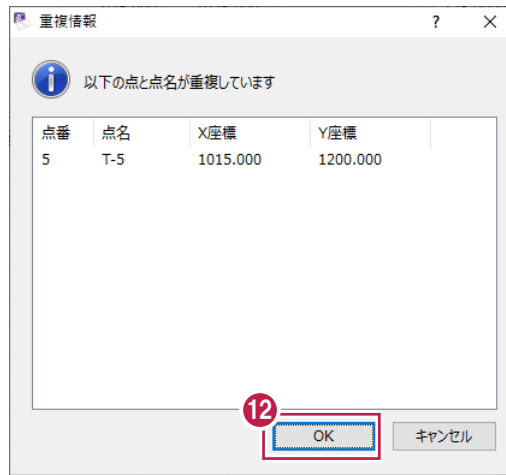 重複情報 ?
以下の点と点名が重複しています
点番 点名 X座標 Y座標
5 T-5 1015.000 1200.000
12
OK キャンセル